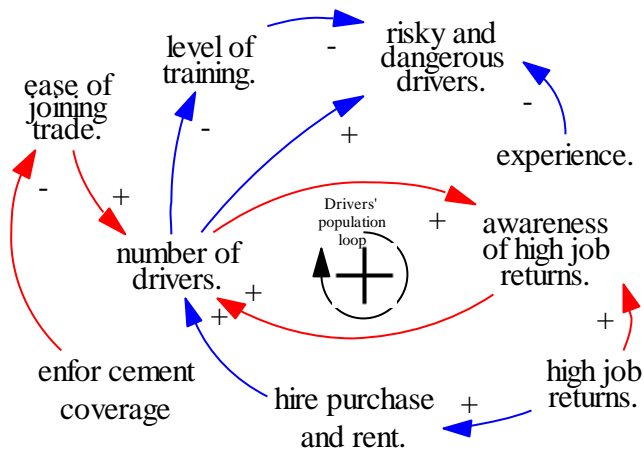 level of
training.
-
risky and
dangerous
drivers.
ease of
joining
trade.
-
+
-
experience.
-
+
Drivers'
population
loop
+
awareness
of high job
returns.
number of
drivers.
+
+
+
enfor cement
coverage
hire purchase
and rent.
+
high job
returns.
+